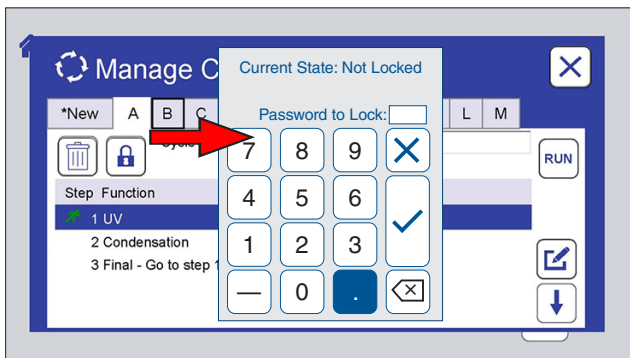 Manage C
Current State: Not Locked
*New A B C L M
Password to Lock:
7 8 9
RUN
Step Function
4 5 6
1 UV
2 Condensation
1 2 3
3 Final - Go to step 1
— 0 .